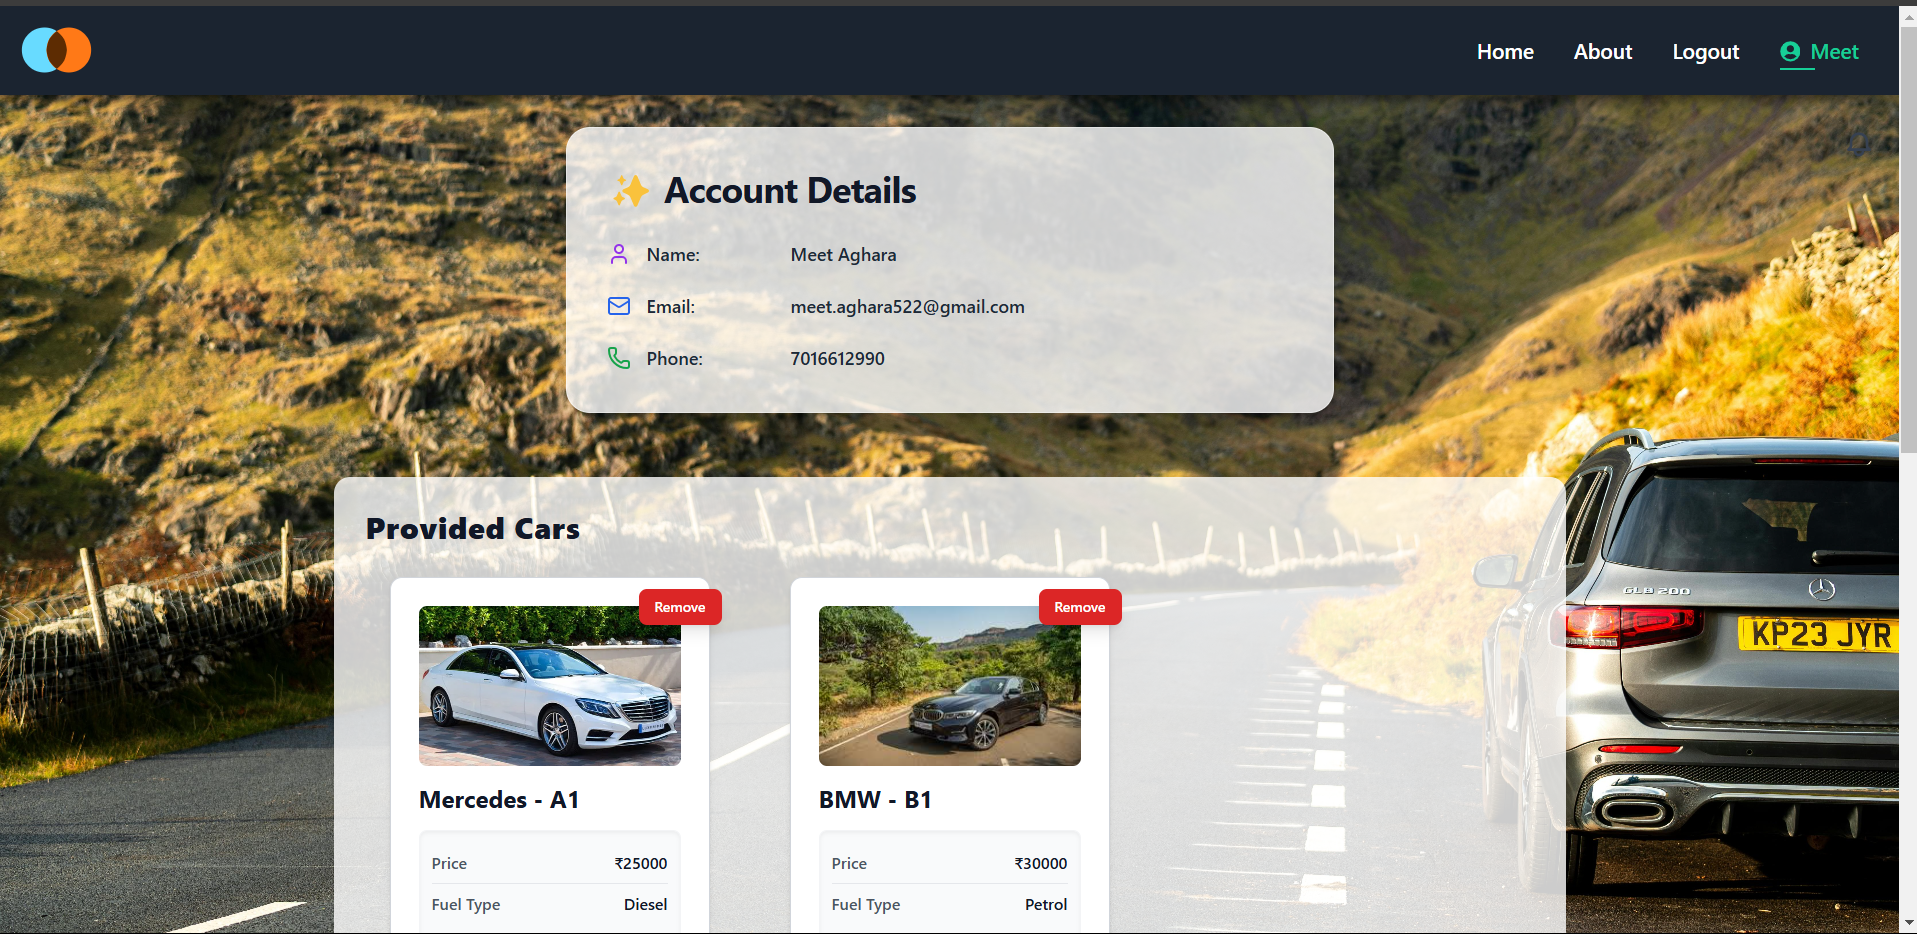 Home About Logout Meet
Account Details
Name: Meet Aghara
Email: meet.aghara522@gmail.com
Phone: 7016612990
Provided Cars
Remove Remove
Mercedes - A1 BMW - B1
Price ₹25000 Price ₹30000
Fuel Type Diesel Fuel Type Petrol
GLB 200
KP23 JYR